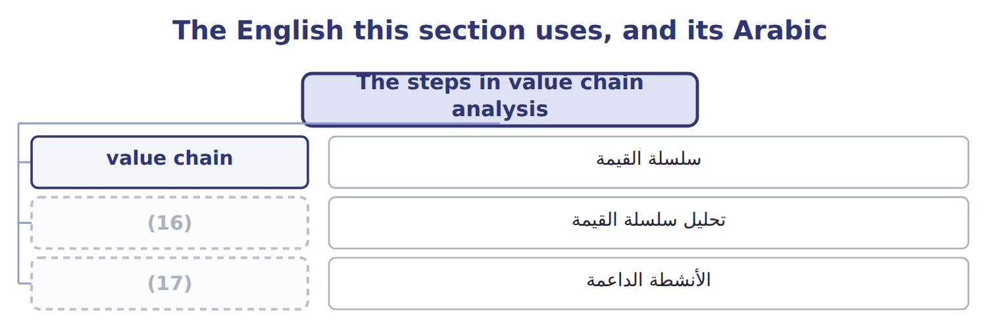 The English this section uses, and its Arabic
The steps in value chain
analysis
value chain
سلسلة القيمة
(16)
تحليل سلسلة القيمة
(17)
الأنشطة الداعمة